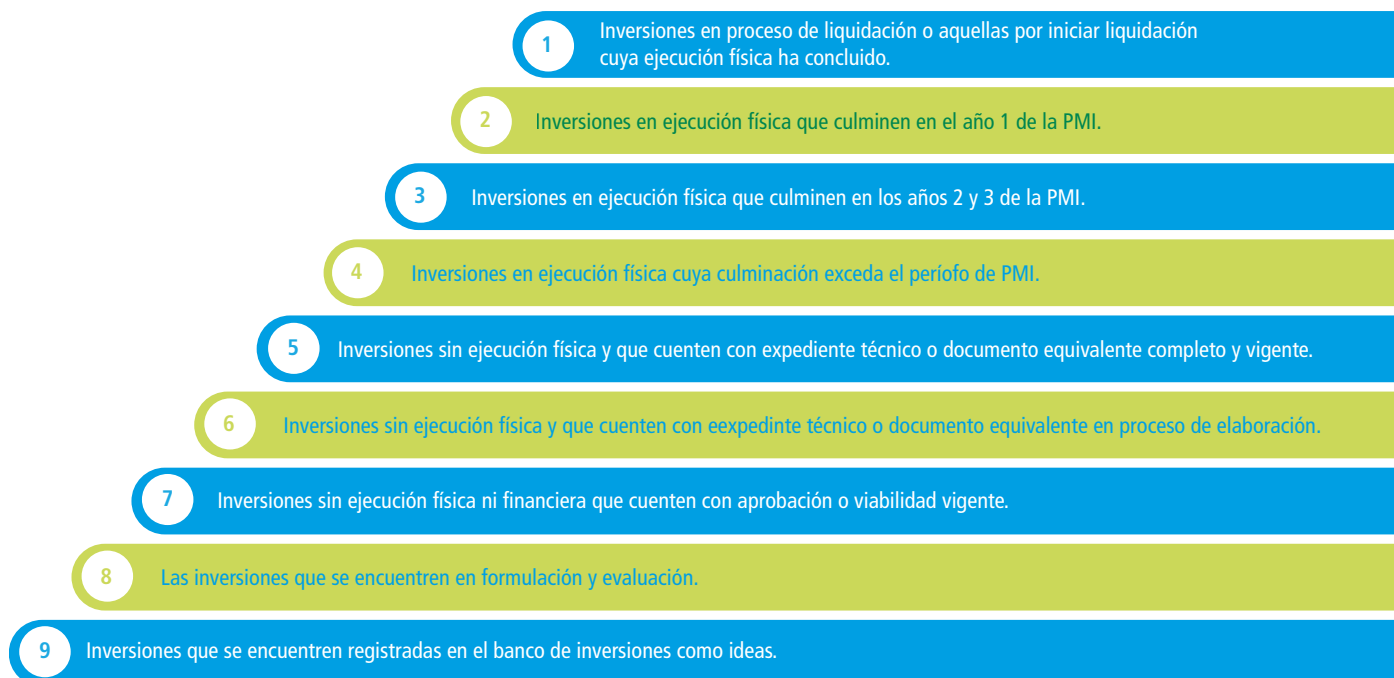 1
Inversiones en proceso de liquidación o aquellas por iniciar liquidación
cuya ejecución física ha concluido.
2
Inversiones en ejecución física que culminen en el año 1 de la PMI.
3
Inversiones en ejecución física que culminen en los años 2 y 3 de la PMI.
4
Inversiones en ejecución física cuya culminación exceda el períofo de PMI.
5
Inversiones sin ejecución física y que cuenten con expediente técnico o documento equivalente completo y vigente.
6
Inversiones sin ejecución física y que cuenten con eexpedinte técnico o documento equivalente en proceso de elaboración.
7
Inversiones sin ejecución física ni financiera que cuenten con aprobación o viabilidad vigente.
8
Las inversiones que se encuentren en formulación y evaluación.
9
Inversiones que se encuentren registradas en el banco de inversiones como ideas.